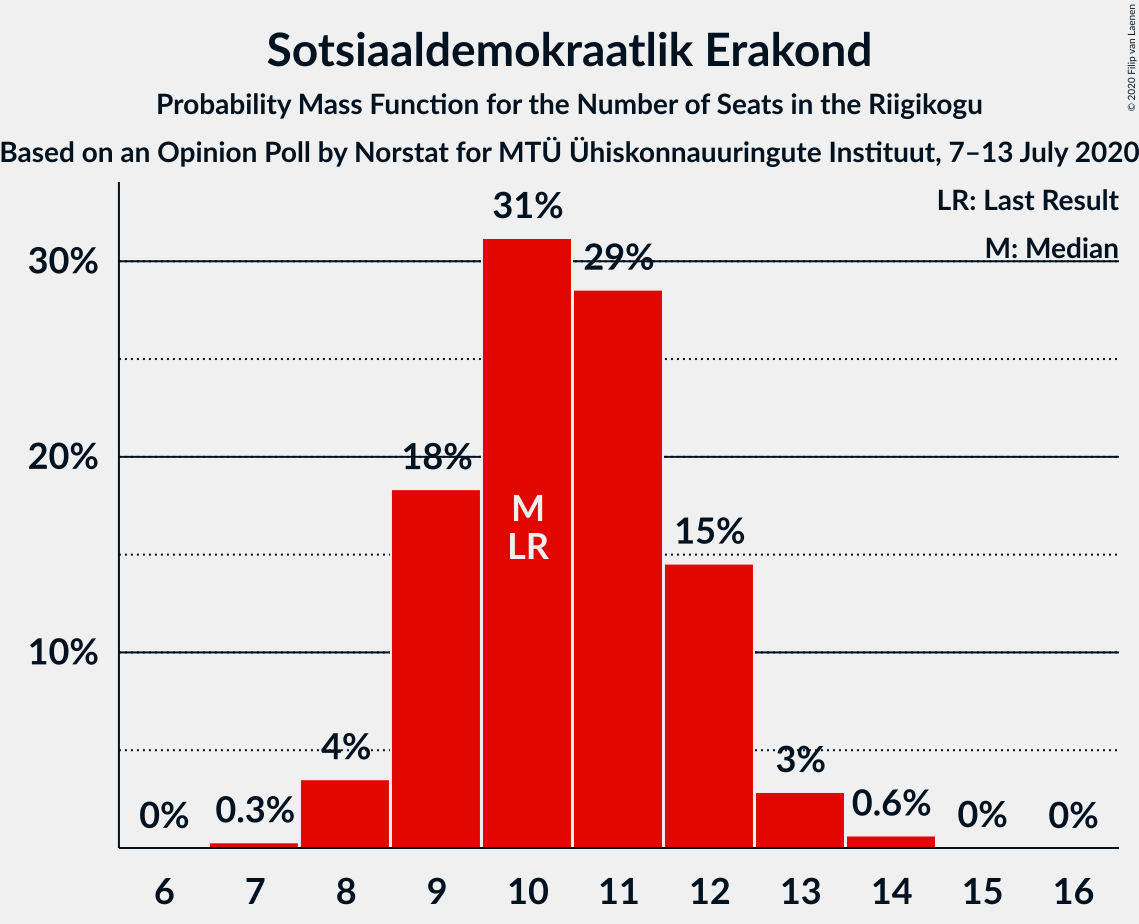 Sotsiaaldemokraatlik Erakond
Probability Mass Function for the Number of Seats in the Riigikogu
Based on an Opinion Poll by Norstat for MTÜ Ühiskonnauuringute Instituut, 7–13 July 2020
© 2020 Filip van Laenen
LR: Last Result
M: Median
30%
20%
10%
0%
0.3%
4%
18%
31%
29%
15%
3%
0.6%
0%
0%
M
LR
6 7 8 9 10 11 12 13 14 15 16